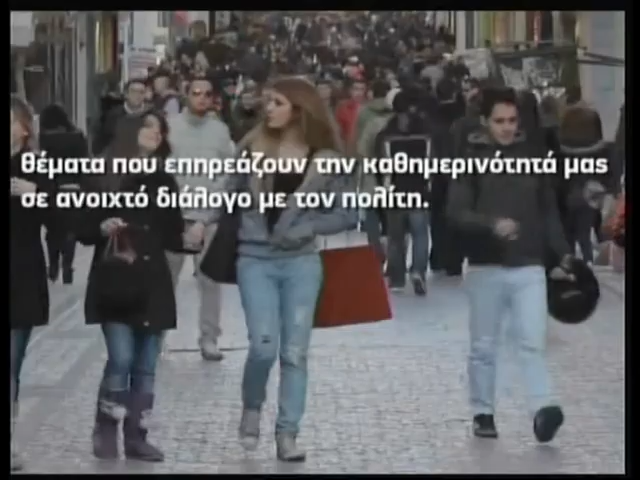 θέματα που επηρεάζουν την καθημερινότητά μας
σε ανοιχτό διάλογο με τον πολίτη.